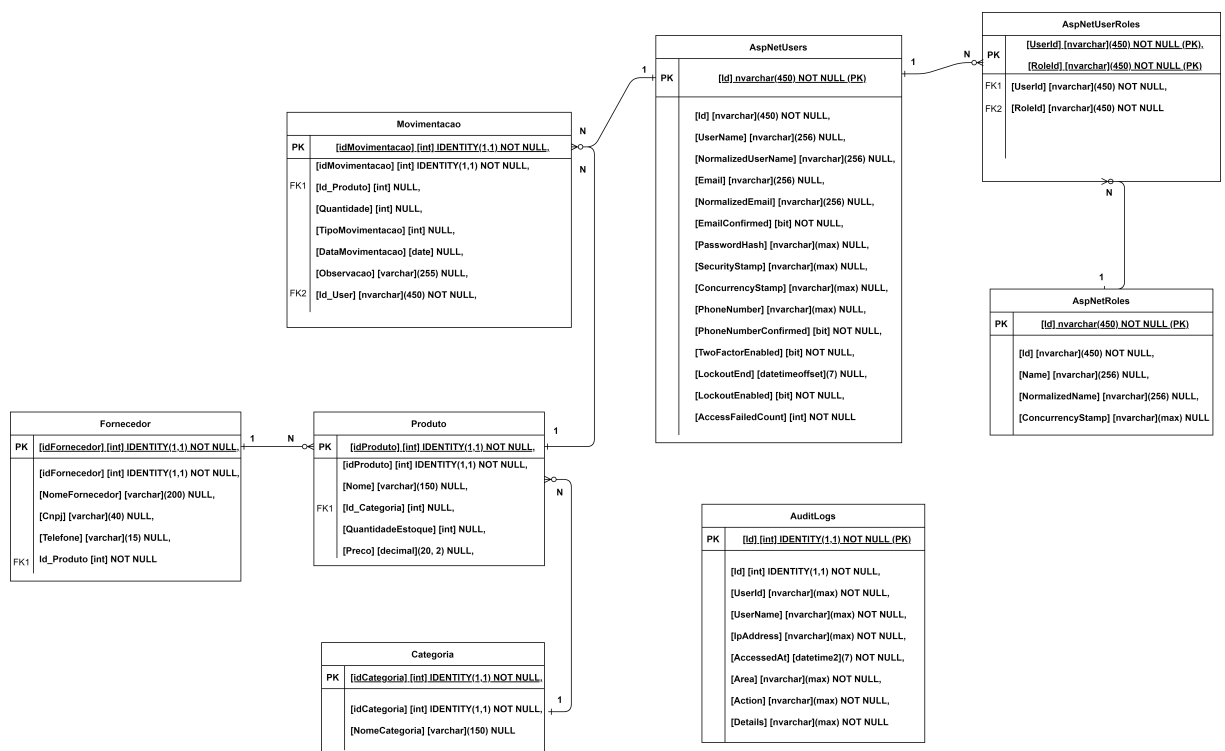 AspNetUserRoles
PK
[UserId] [nvarchar](450) NOT NULL (PK),
[RoleId] [nvarchar](450) NOT NULL (PK)
FK1 [UserId] [nvarchar](450) NOT NULL,
FK2 [RoleId] [nvarchar](450) NOT NULL
N
1
AspNetUsers
PK [Id] nvarchar(450) NOT NULL (PK)
[Id] [nvarchar](450) NOT NULL,
[UserName] [nvarchar](256) NULL,
[NormalizedUserName] [nvarchar](256) NULL,
[Email] [nvarchar](256) NULL,
[NormalizedEmail] [nvarchar](256) NULL,
[EmailConfirmed] [bit] NOT NULL,
[PasswordHash] [nvarchar](max) NULL,
[SecurityStamp] [nvarchar](max) NULL,
[ConcurrencyStamp] [nvarchar](max) NULL,
[PhoneNumber] [nvarchar](max) NULL,
[PhoneNumberConfirmed] [bit] NOT NULL,
[TwoFactorEnabled] [bit] NOT NULL,
[LockoutEnd] [datetimeoffset](7) NULL,
[LockoutEnabled] [bit] NOT NULL,
[AccessFailedCount] [int] NOT NULL
1
N
N
Movimentacao
PK [idMovimentacao] [int] IDENTITY(1,1) NOT NULL,
[idMovimentacao] [int] IDENTITY(1,1) NOT NULL,
FK1 [Id_Produto] [int] NULL,
[Quantidade] [int] NULL,
[TipoMovimentacao] [int] NULL,
[DataMovimentacao] [date] NULL,
[Observacao] [varchar](255) NULL,
FK2 [Id_User] [nvarchar](450) NOT NULL,
N
1
AspNetRoles
PK [Id] nvarchar(450) NOT NULL (PK)
[Id] [nvarchar](450) NOT NULL,
[Name] [nvarchar](256) NULL,
[NormalizedName] [nvarchar](256) NULL,
[ConcurrencyStamp] [nvarchar](max) NULL
Fornecedor
PK [idFornecedor] [int] IDENTITY(1,1) NOT NULL,
[idFornecedor] [int] IDENTITY(1,1) NOT NULL,
[NomeFornecedor] [varchar](200) NULL,
[Cnpj] [varchar](40) NULL,
[Telefone] [varchar](15) NULL,
FK1 Id_Produto [int] NOT NULL
1
N
Produto
PK [idProduto] [int] IDENTITY(1,1) NOT NULL,
[idProduto] [int] IDENTITY(1,1) NOT NULL,
[Nome] [varchar](150) NULL,
FK1 [Id_Categoria] [int] NULL,
[QuantidadeEstoque] [int] NULL,
[Preco] [decimal](20, 2) NULL,
1
N
AuditLogs
PK [Id] [int] IDENTITY(1,1) NOT NULL (PK)
[Id] [int] IDENTITY(1,1) NOT NULL,
[UserId] [nvarchar](max) NOT NULL,
[UserName] [nvarchar](max) NOT NULL,
[IpAddress] [nvarchar](max) NOT NULL,
[AccessedAt] [datetime2](7) NOT NULL,
[Area] [nvarchar](max) NOT NULL,
[Action] [nvarchar](max) NOT NULL,
[Details] [nvarchar](max) NOT NULL
Categoria
PK [idCategoria] [int] IDENTITY(1,1) NOT NULL,
[idCategoria] [int] IDENTITY(1,1) NOT NULL,
[NomeCategoria] [varchar](150) NULL
1